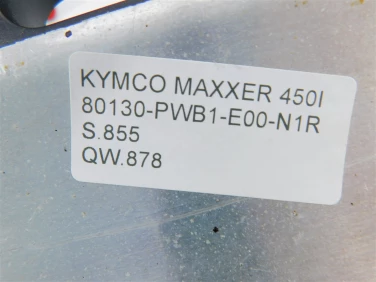 KYMCO MAXXER 450I
80130-PWB1-E00-N1R
S.855
QW.878